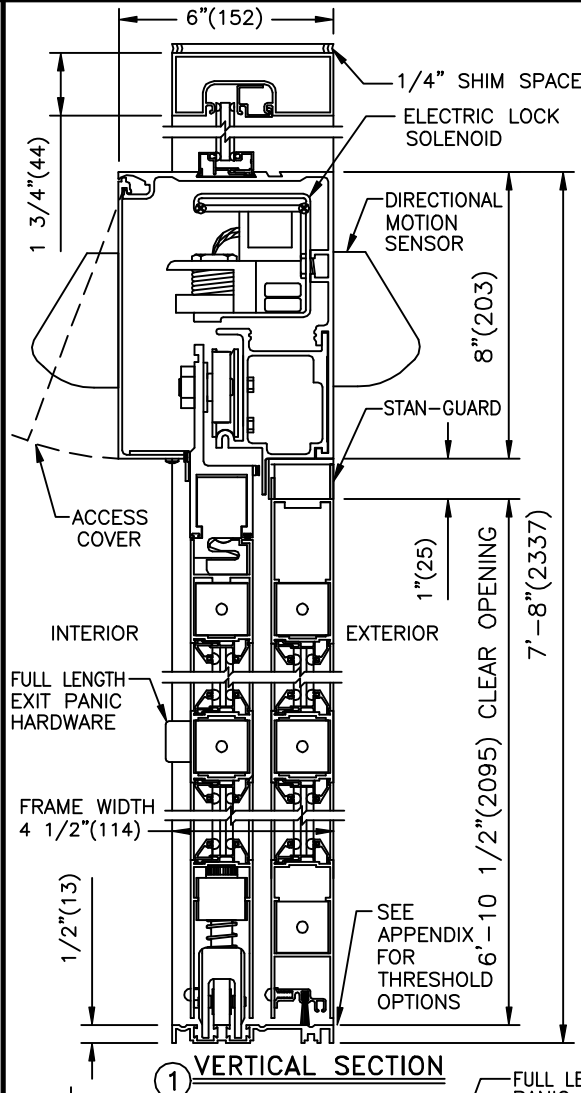 6"(152)
1/4" SHIM SPACE
ELECTRIC LOCK
SOLENOID
1 3/4"(44)
DIRECTIONAL
MOTION
SENSOR
8"(203)
STAN-GUARD
ACCESS
COVER
1"(25)
INTERIOR
EXTERIOR
6'-10 1/2"(2095) CLEAR OPENING
7'-8"(2337)
FULL LENGTH
EXIT PANIC
HARDWARE
FRAME WIDTH
4 1/2"(114)
1/2"(13)
SEE
APPENDIX
FOR
THRESHOLD
OPTIONS
1 VERTICAL SECTION
FULL LE